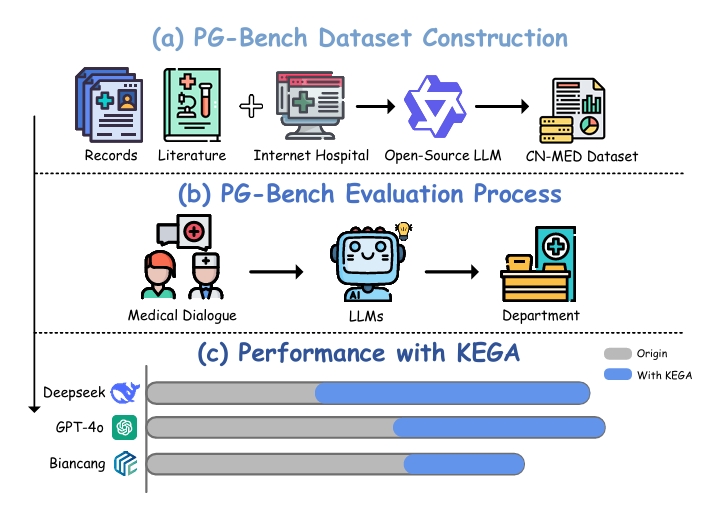 (a) PG-Bench Dataset Construction
Records
Literature
Internet Hospital
Open-Source LLM
CN-MED Dataset
(b) PG-Bench Evaluation Process
AI
Medical Dialogue
LLMs
Department
(c) Performance with KEGA
Origin
With KEGA
Deepseek
GPT-4o
Biancang